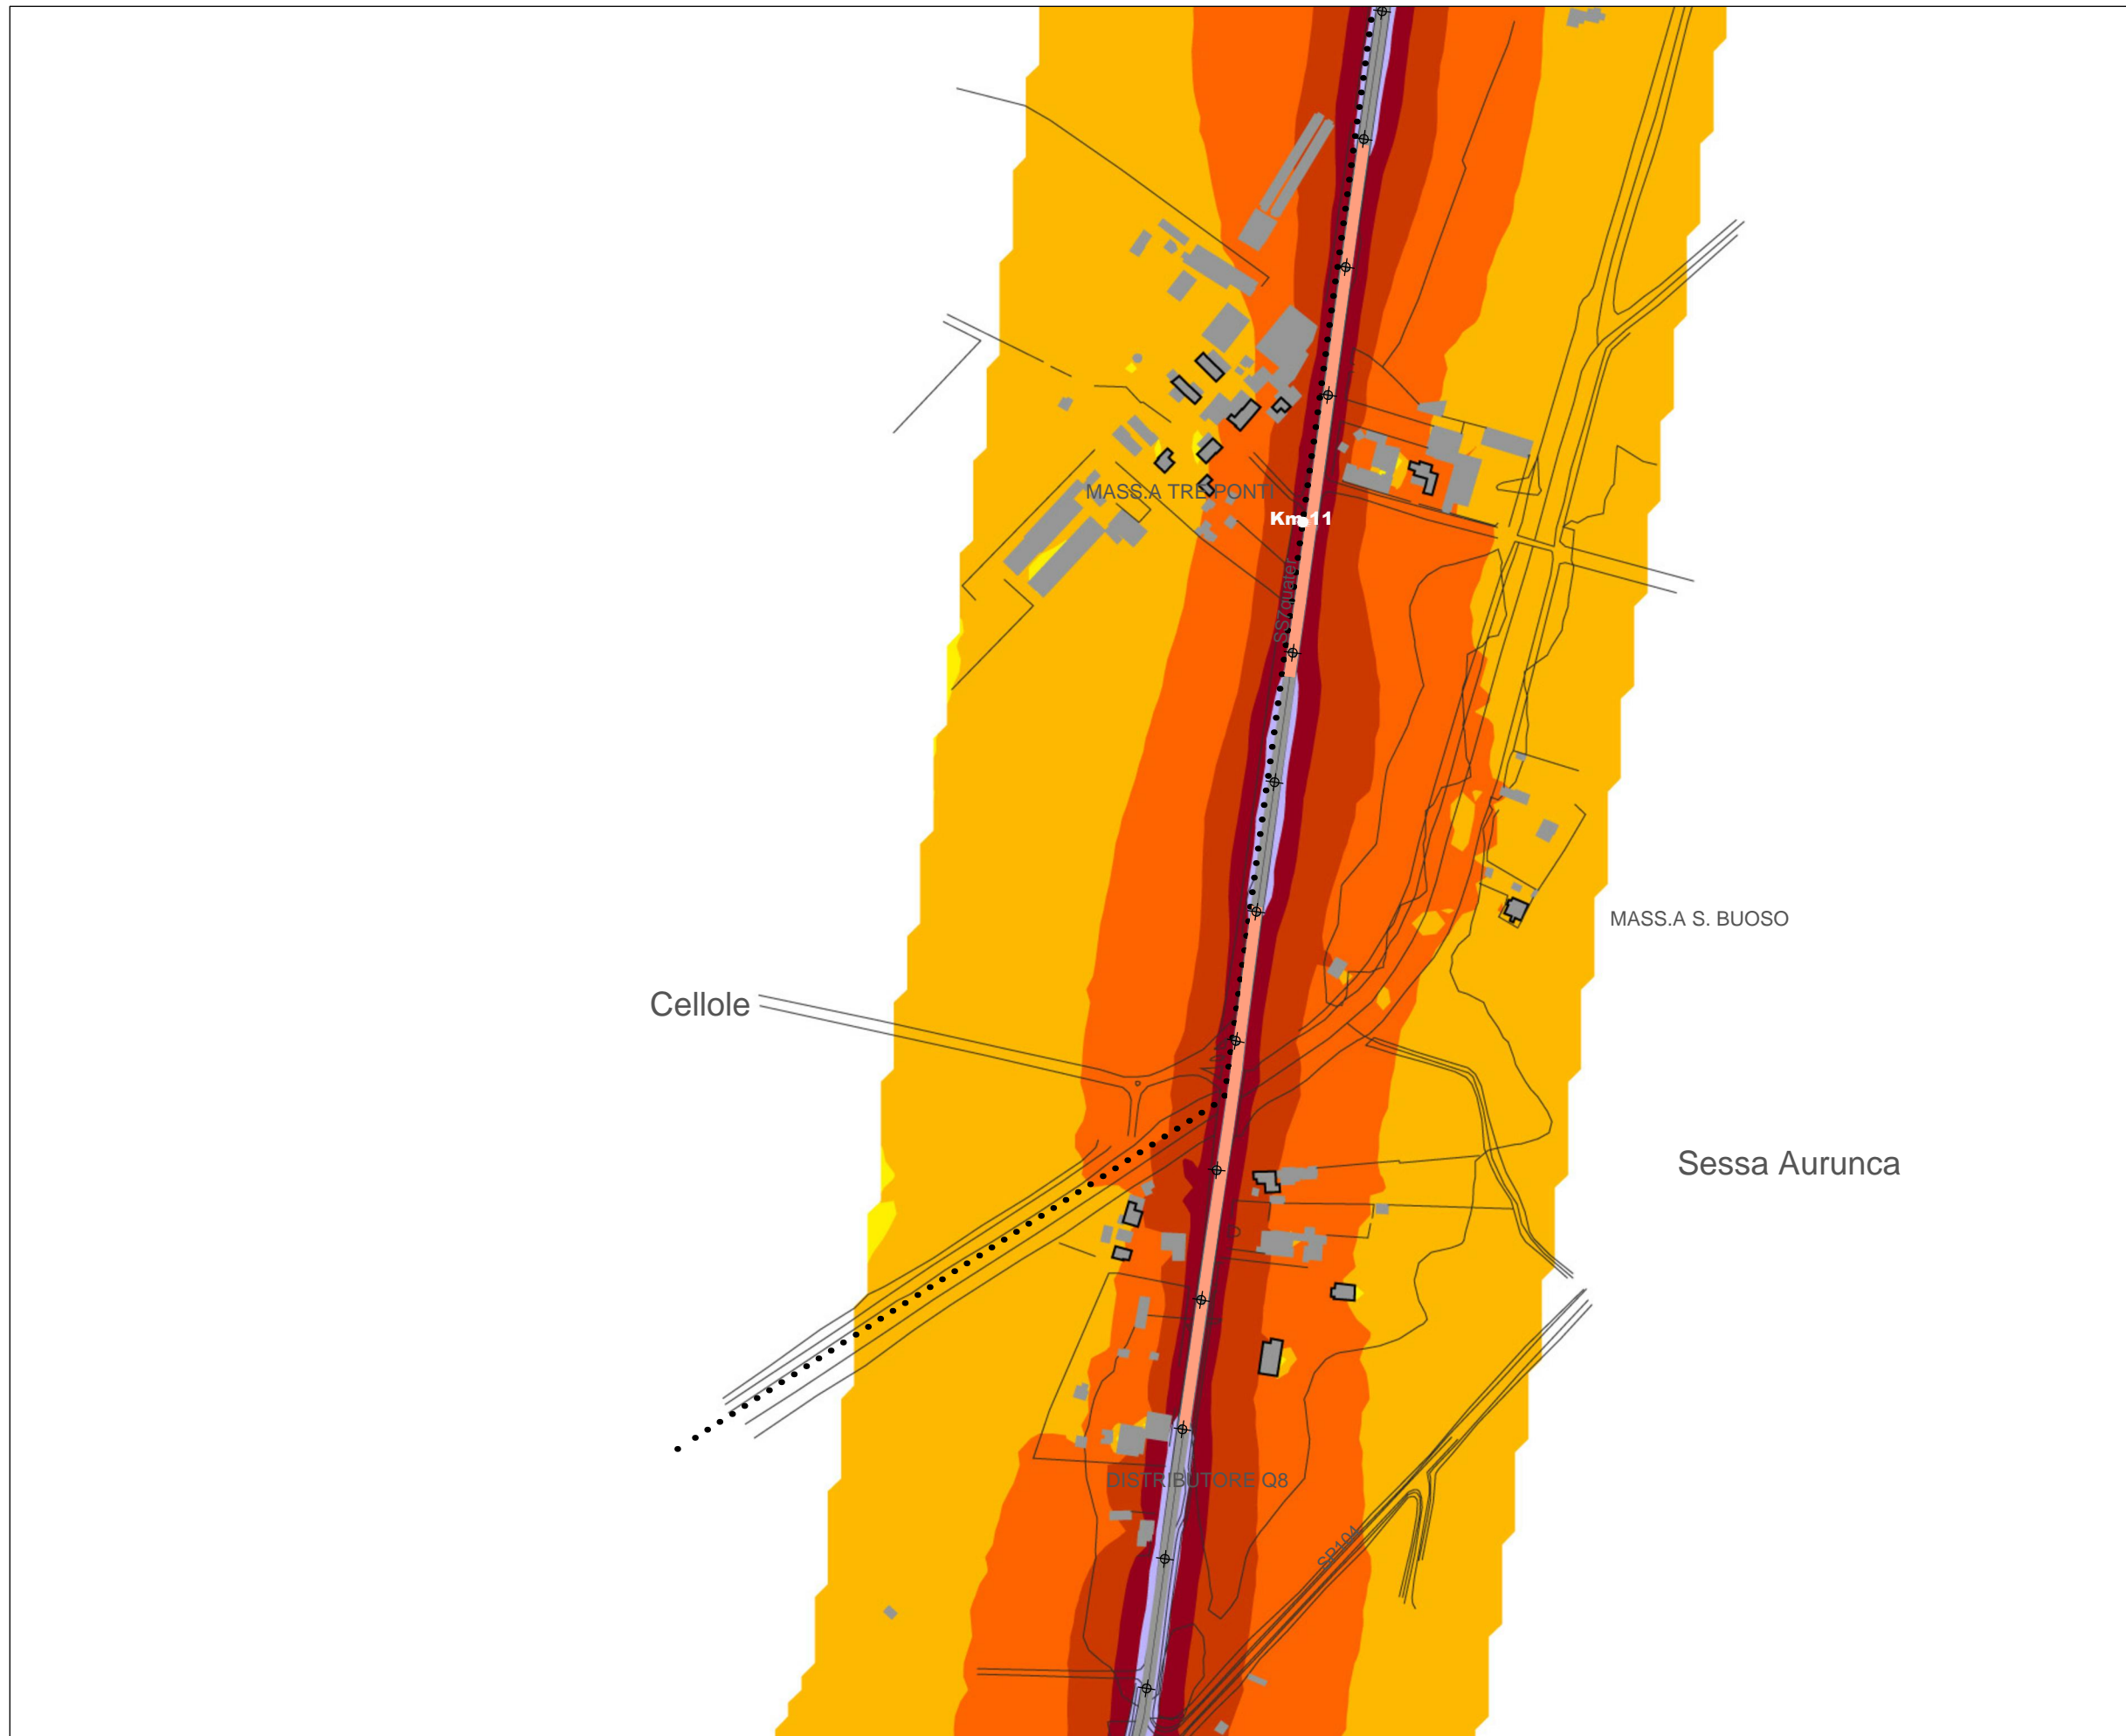 MASS.A TRE PONTI
Km 11
SS7quater
MASS.A S. BUOSO
Cellole
Sessa Aurunca
DISTRIBUTORE Q8
SP104